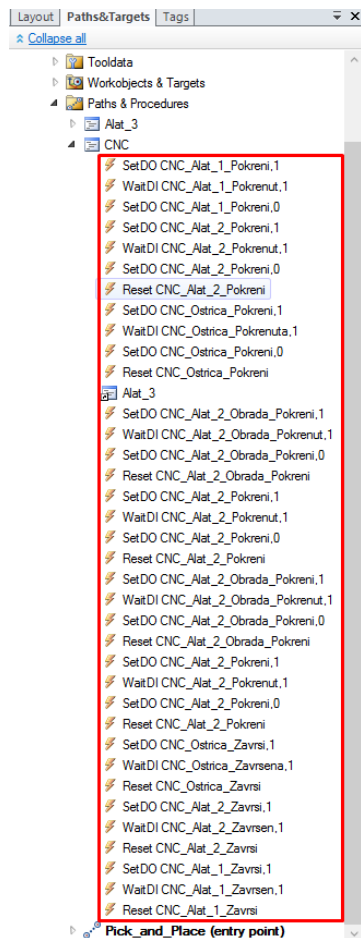 Layout Paths&Targets Tags
Collapse all
Tooldata
Workobjects & Targets
Paths & Procedures
Alat_3
CNC
SetDO CNC_Alat_1_Pokreni,1
WaitDI CNC_Alat_1_Pokrenut,1
SetDO CNC_Alat_1_Pokreni,0
SetDO CNC_Alat_2_Pokreni,1
WaitDI CNC_Alat_2_Pokrenut,1
SetDO CNC_Alat_2_Pokreni,0
Reset CNC_Alat_2_Pokreni
SetDO CNC_Ostrica_Pokreni,1
WaitDI CNC_Ostrica_Pokrenuta,1
SetDO CNC_Ostrica_Pokreni,0
Reset CNC_Ostrica_Pokreni
Alat_3
SetDO CNC_Alat_2_Obrada_Pokreni,1
WaitDI CNC_Alat_2_Obrada_Pokrenut,1
SetDO CNC_Alat_2_Obrada_Pokreni,0
Reset CNC_Alat_2_Obrada_Pokreni
SetDO CNC_Alat_2_Pokreni,1
WaitDI CNC_Alat_2_Pokrenut,1
SetDO CNC_Alat_2_Pokreni,0
Reset CNC_Alat_2_Pokreni
SetDO CNC_Alat_2_Obrada_Pokreni,1
WaitDI CNC_Alat_2_Obrada_Pokrenut,1
SetDO CNC_Alat_2_Obrada_Pokreni,0
Reset CNC_Alat_2_Obrada_Pokreni
SetDO CNC_Alat_2_Pokreni,1
WaitDI CNC_Alat_2_Pokrenut,1
SetDO CNC_Alat_2_Pokreni,0
Reset CNC_Alat_2_Pokreni
SetDO CNC_Ostrica_Zavrsi,1
WaitDI CNC_Ostrica_Zavrsena,1
Reset CNC_Ostrica_Zavrsi
SetDO CNC_Alat_2_Zavrsi,1
WaitDI CNC_Alat_2_Zavrsen,1
Reset CNC_Alat_2_Zavrsi
SetDO CNC_Alat_1_Zavrsi,1
WaitDI CNC_Alat_1_Zavrsen,1
Reset CNC_Alat_1_Zavrsi
Pick_and_Place (entry point)